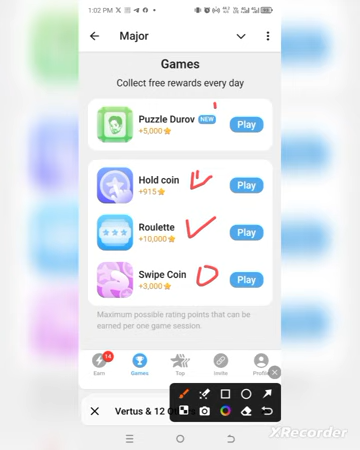 1:02 PM
Major
Games
Collect free rewards every day
Puzzle Durov NEW
+5,000
Play
Hold coin
+915
Play
Roulette
+10,000
Play
Swipe Coin
+3,000
Play
Maximum possible rating points that can be
earned per one game session.
14
Earn
Games
Top
Invite
Vertus & 12
XRecorder